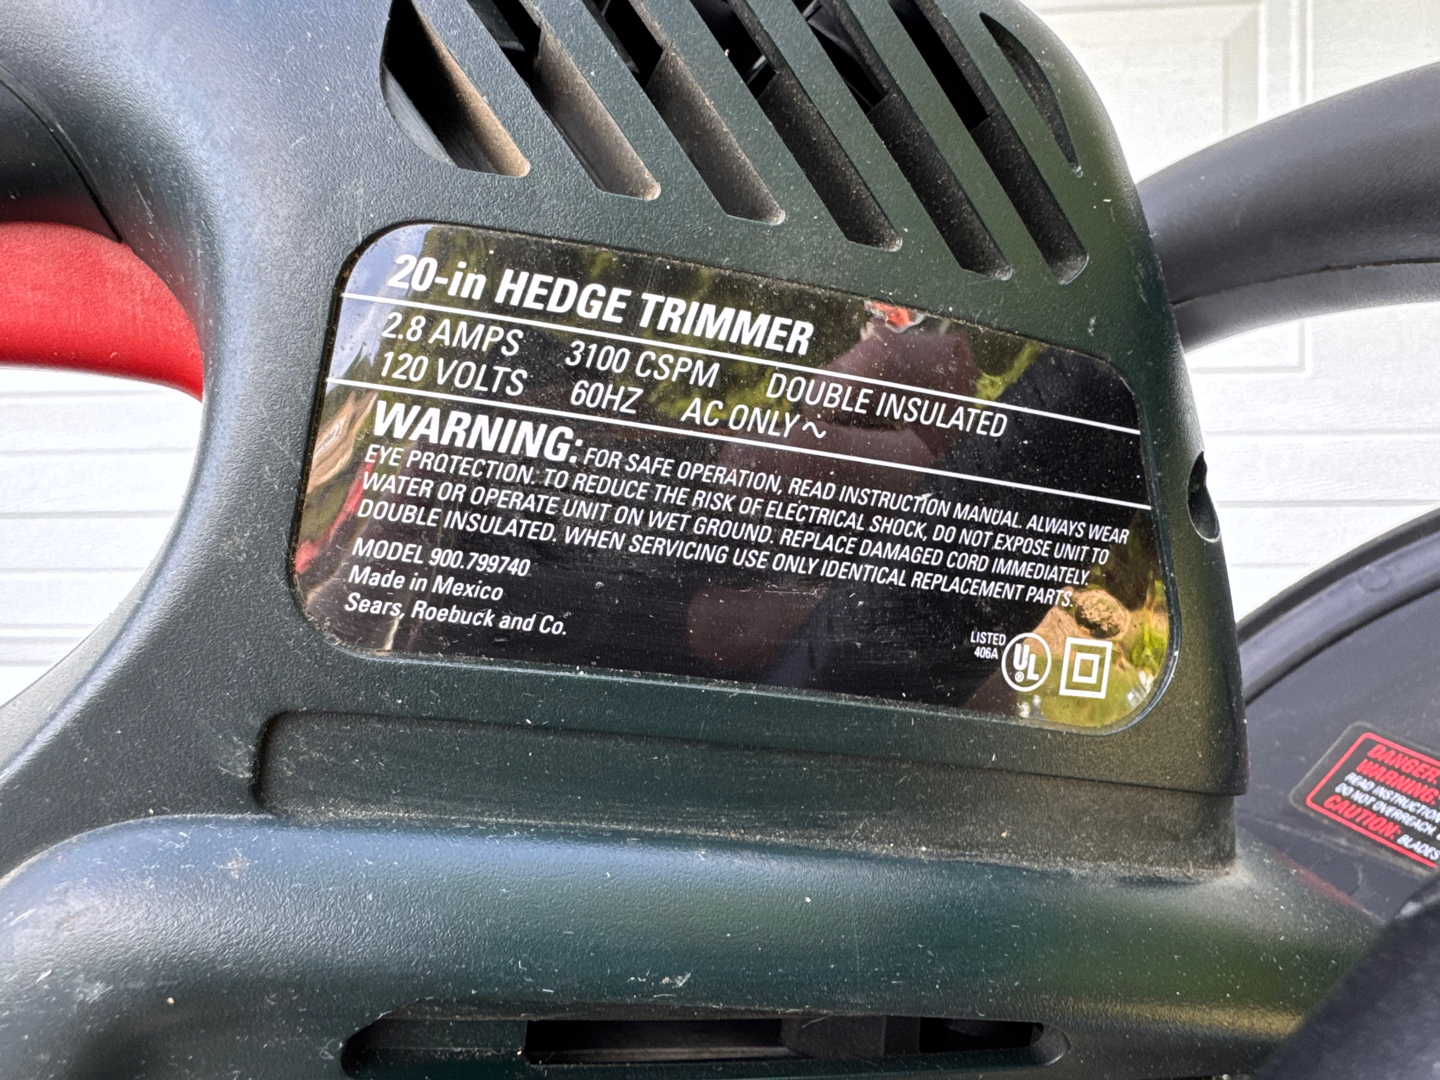 20-in HEDGE TRIMMER
2.8 AMPS 3100 CSPM DOUBLE INSULATED
120 VOLTS 60HZ AC ONLY ~
WARNING: FOR SAFE OPERATION, READ INSTRUCTION MANUAL. ALWAYS WEAR
EYE PROTECTION. TO REDUCE THE RISK OF ELECTRICAL SHOCK, DO NOT EXPOSE UNIT TO
WATER OR OPERATE UNIT ON WET GROUND. REPLACE DAMAGED CORD IMMEDIATELY.
DOUBLE INSULATED. WHEN SERVICING USE ONLY IDENTICAL REPLACEMENT PARTS.
MODEL 900.799740
Made in Mexico
Sears, Roebuck and Co.
LISTED
406A
UL
DANGER:
WARNING:
READ INSTRUCTION
DO NOT OVERREACH.
CAUTION: BLADES